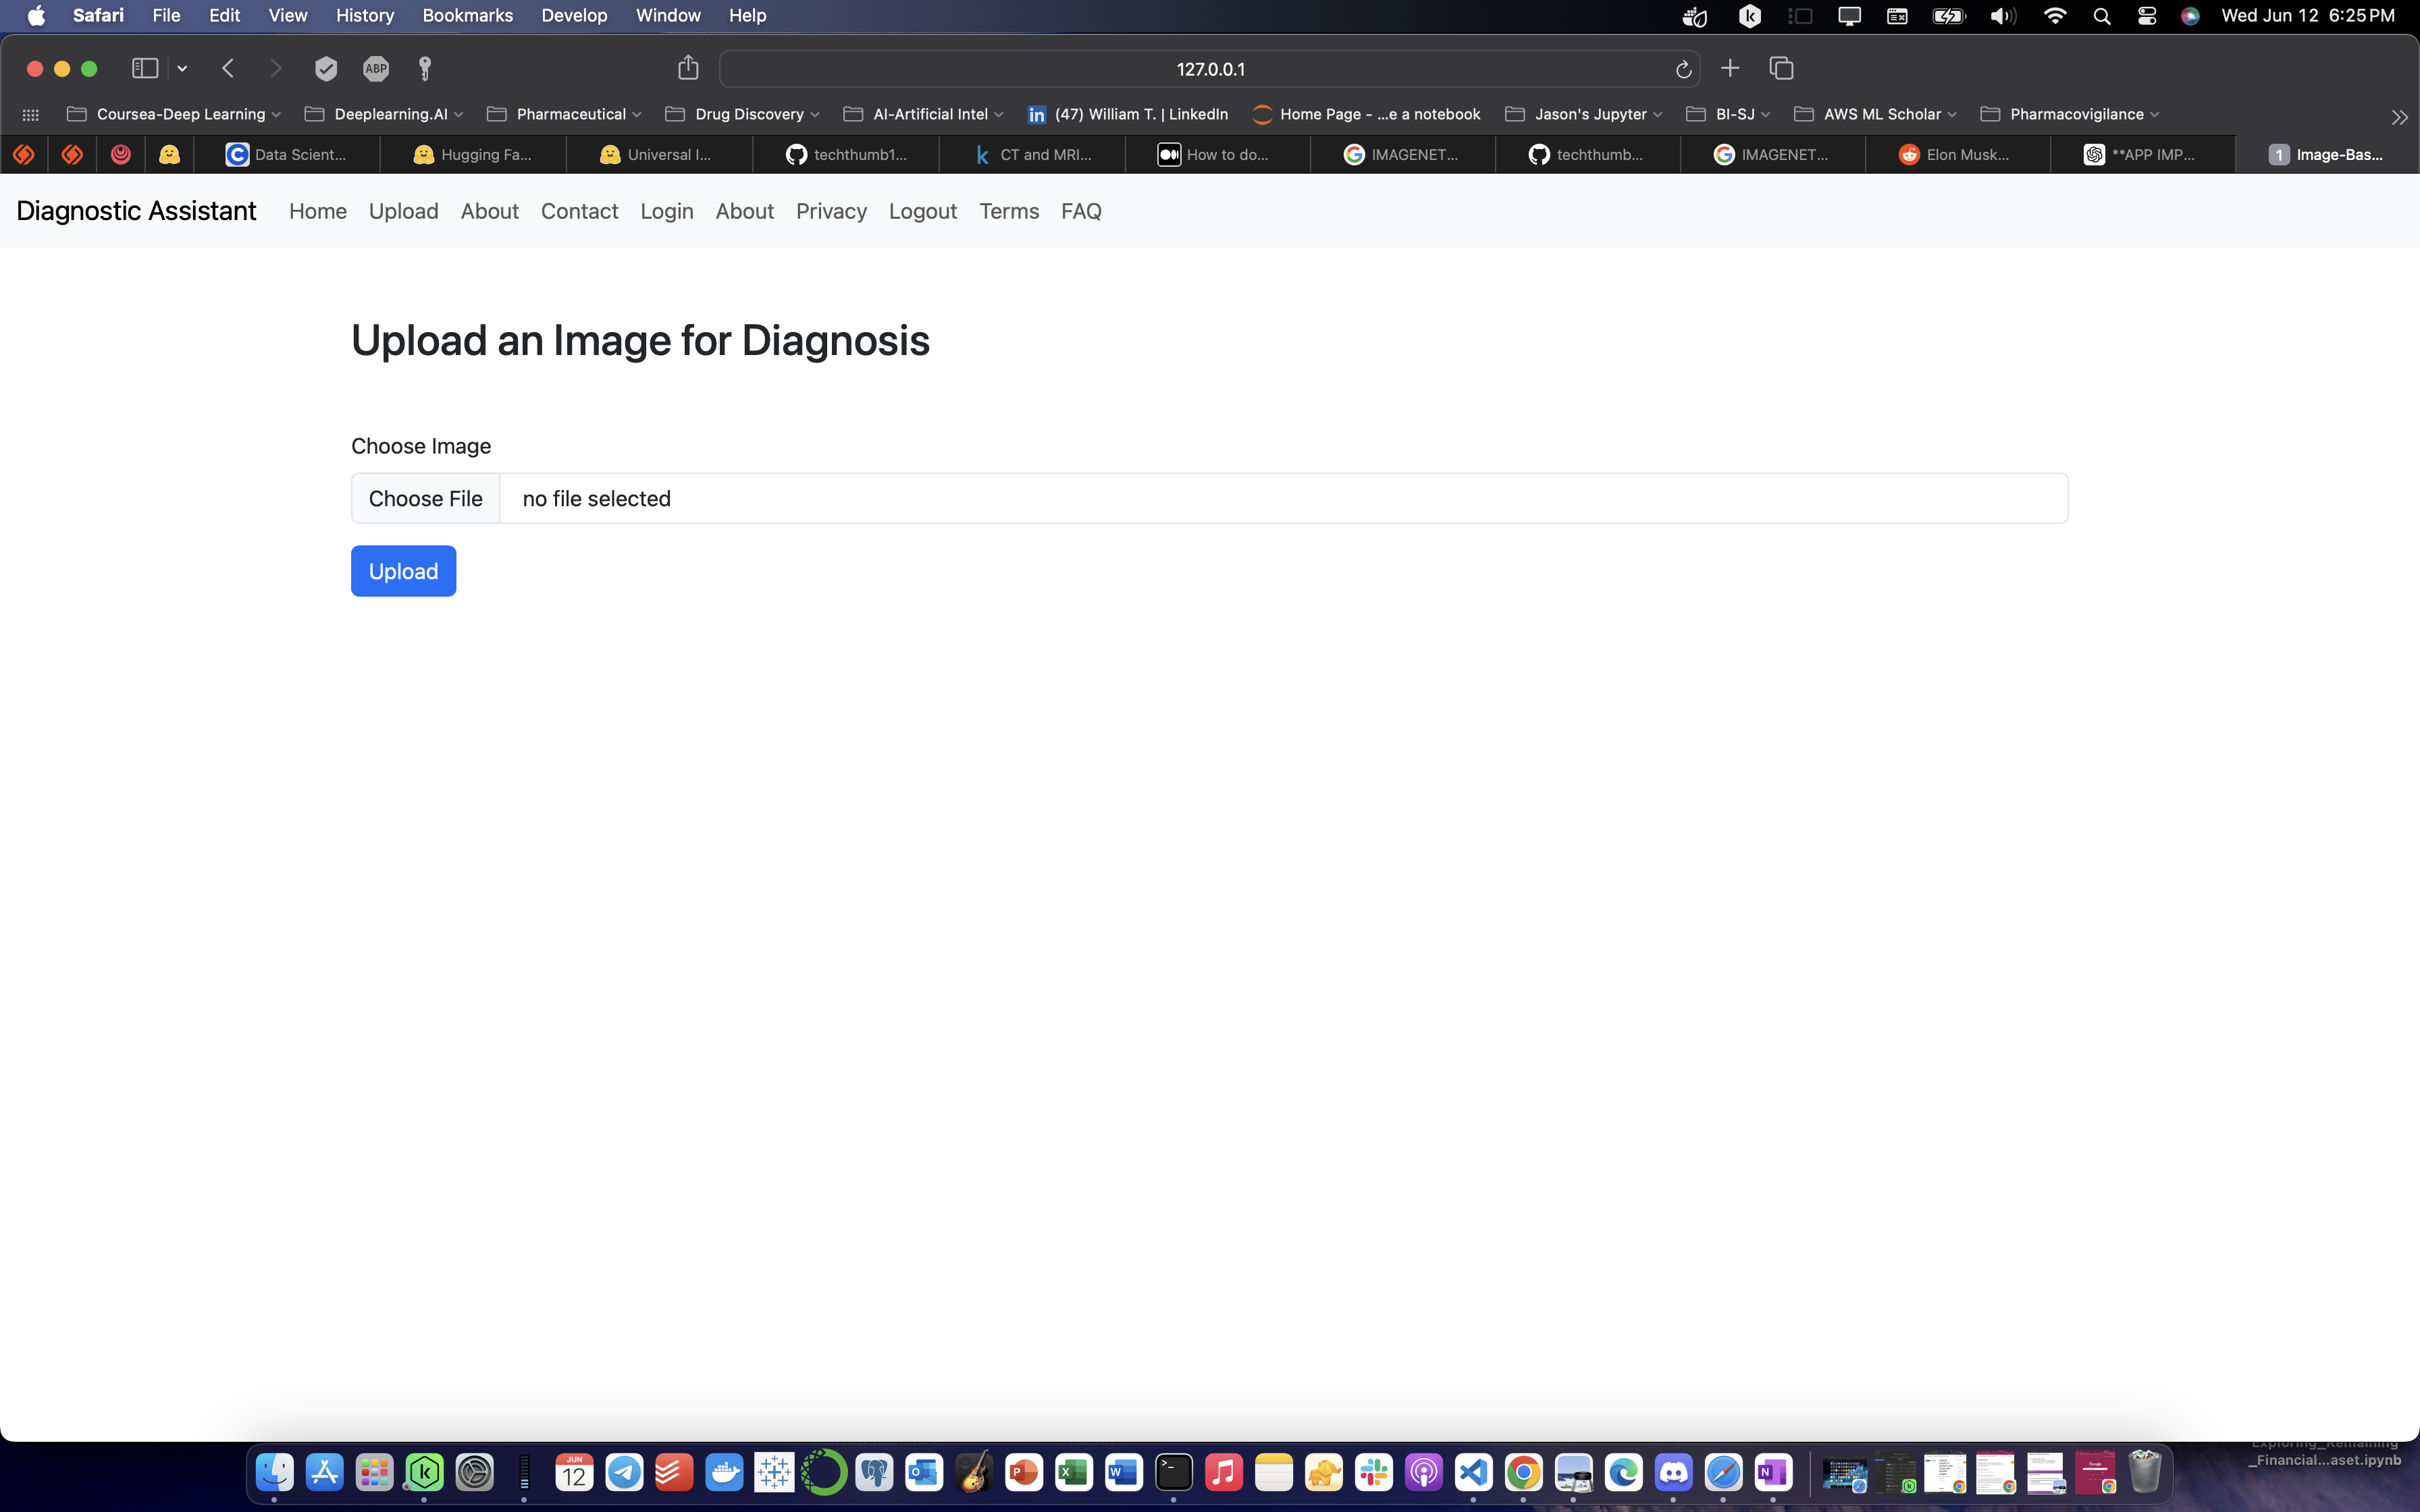 Safari File Edit View History Bookmarks Develop Window Help Wed Jun 12 6:25 PM
ABP 127.0.0.1
Coursea-Deep Learning Deeplearning.AI Pharmaceutical Drug Discovery AI-Artificial Intel (47) William T. | LinkedIn Home Page - ...e a notebook Jason's Jupyter BI-SJ AWS ML Scholar Pharmacovigilance
Data Scient... Hugging Fa... Universal I... techthumb1... CT and MRI... How to do... IMAGENET... techthumb... IMAGENET... Elon Musk... **APP IMP... 1 Image-Bas...
Diagnostic Assistant Home Upload About Contact Login About Privacy Logout Terms FAQ
Upload an Image for Diagnosis
Choose Image
Choose File no file selected
Upload
JUN
12
_Financial...aset.ipynb